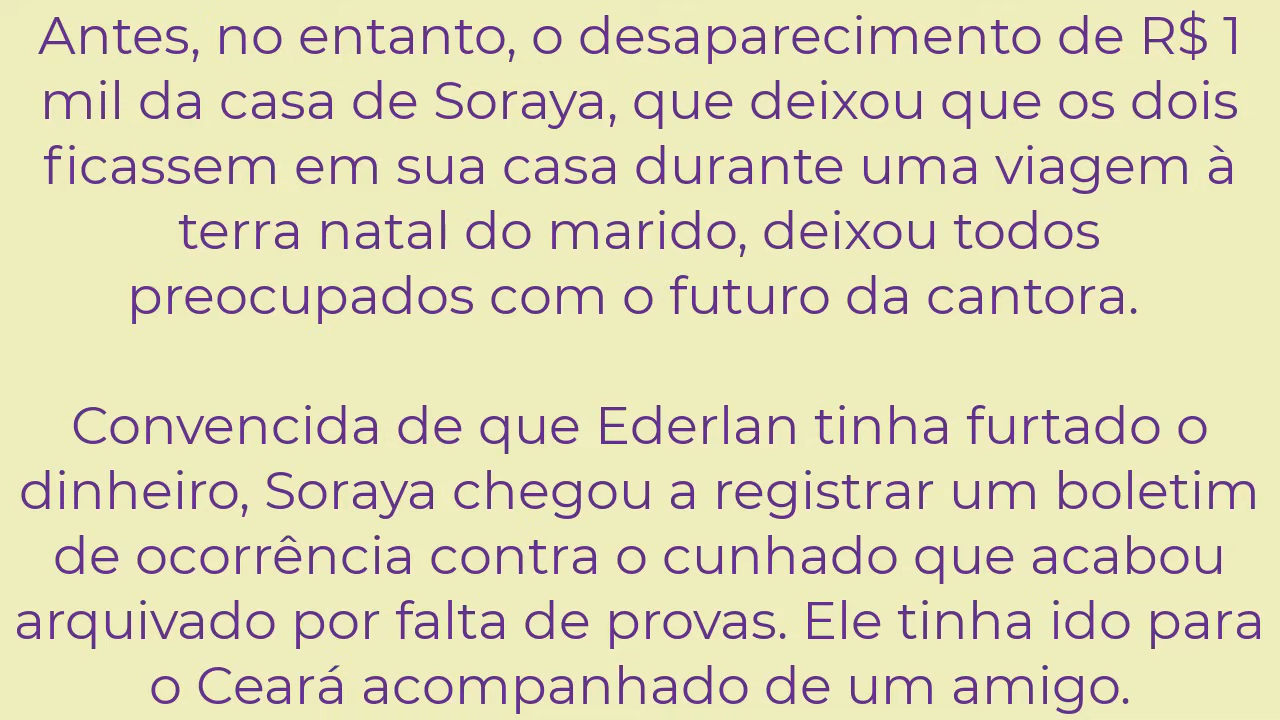 Antes, no entanto, o desaparecimento de R$ 1
mil da casa de Soraya, que deixou que os dois
ficassem em sua casa durante uma viagem à
terra natal do marido, deixou todos
preocupados com o futuro da cantora.
Convencida de que Ederlan tinha furtado o
dinheiro, Soraya chegou a registrar um boletim
de ocorrência contra o cunhado que acabou
arquivado por falta de provas. Ele tinha ido para
o Ceará acompanhado de um amigo.